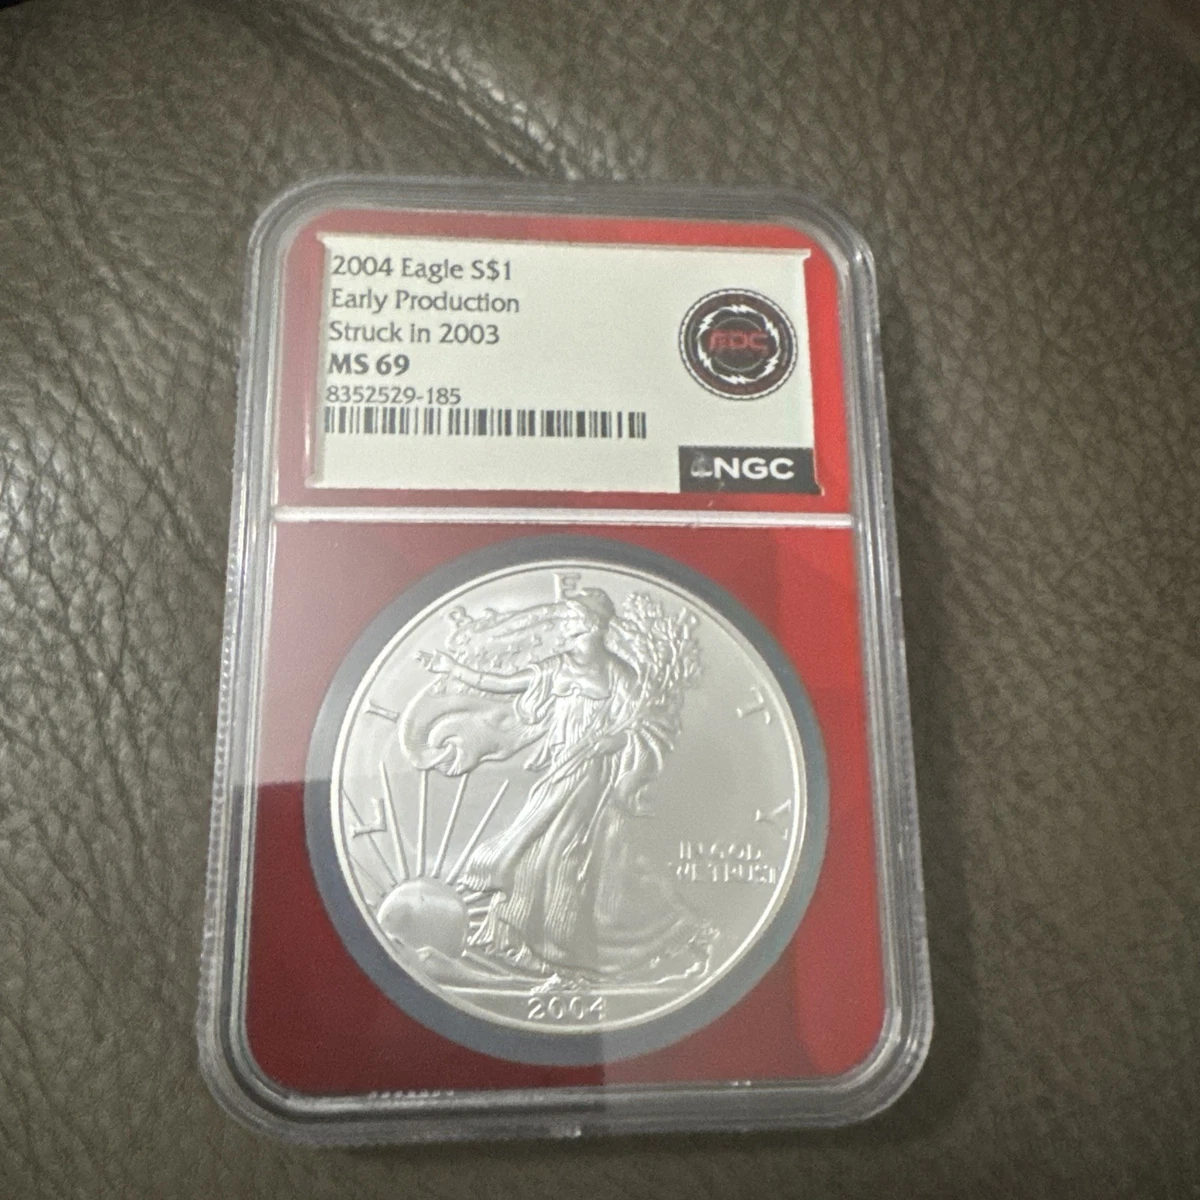 2004 Eagle S$1
Early Production
Struck in 2003
MS 69
8352529-185
NGC
LIBERTY
IN GOD
WE TRUST
2004